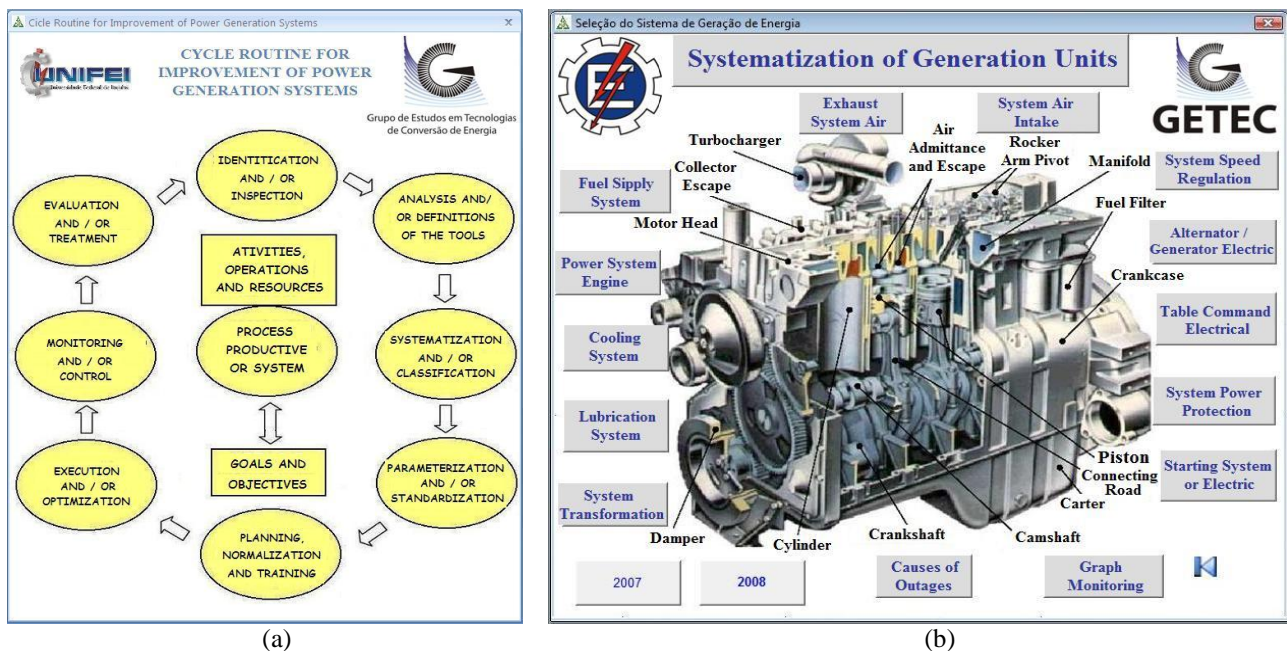 Cicle Routine for Improvement of Power Generation Systems
UNIFEI
CYCLE ROUTINE FOR
IMPROVEMENT OF POWER
GENERATION SYSTEMS
Grupo de Estudos em Tecnologias
de Conversão de Energia
IDENTITICATION
AND / OR
INSPECTION
ANALYSIS AND/
OR DEFINITIONS
OF THE TOOLS
SYSTEMATIZATION
AND / OR
CLASSIFICATION
PARAMETERIZATION
AND / OR
STANDARDIZATION
PLANNING,
NORMALIZATION
AND TRAINING
EXECUTION
AND / OR
OPTIMIZATION
MONITORING
AND / OR
CONTROL
EVALUATION
AND / OR
TREATMENT
ATIVITIES,
OPERATIONS
AND RESOURCES
PROCESS
PRODUCTIVE
OR SYSTEM
GOALS AND
OBJECTIVES
(a)
Seleção do Sistema de Geração de Energia
E
Systematization of Generation Units
GETEC
Exhaust
System Air
System Air
Intake
Turbocharger
Collector
Escape
Motor Head
Air
Admittance
and Escape
Rocker
Arm Pivot
Manifold
Fuel Filter
Crankcase
Fuel Sipply
System
Power System
Engine
Cooling
System
Lubrication
System
System
Transformation
System Speed
Regulation
Alternator /
Generator Electric
Table Command
Electrical
System Power
Protection
Starting System
or Electric
Piston
Connecting
Road
Carter
Damper
Cylinder
Crankshaft
Camshaft
2007
2008
Causes of
Outages
Graph
Monitoring
(b)